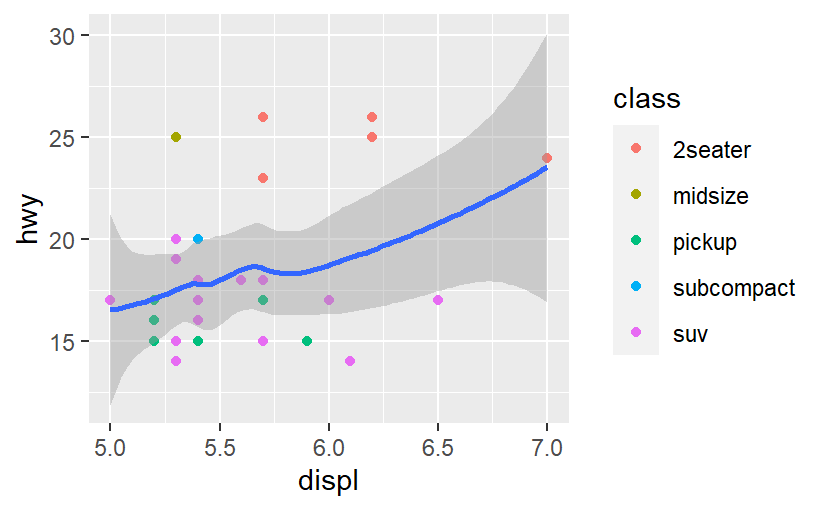 hwy
30
25
20
15
5.0 5.5 6.0 6.5 7.0
displ
class
2seater
midsize
pickup
subcompact
suv